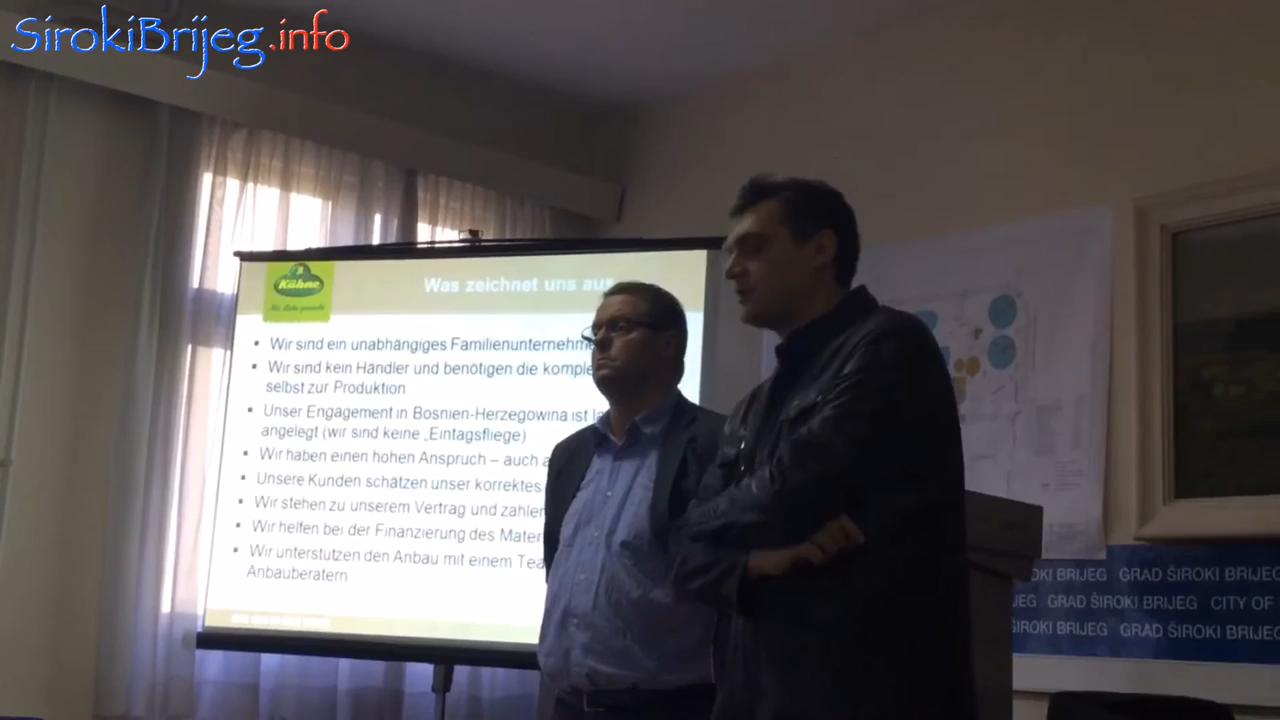 SirokiBrijeg.info
Kühne
Was zeichnet uns aus
Wir sind ein unabhängiges Familienunternehme
Wir sind kein Händler und benötigen die komple
selbst zur Produktion
Unser Engagement in Bosnien-Herzegowina ist la
angelegt (wir sind keine „Eintagsfliege)
Wir haben einen hohen Anspruch – auch a
Unsere Kunden schätzen unser korrektes
Wir stehen zu unserem Vertrag und zahlen
Wir helfen bei der Finanzierung des Mater
Wir unterstützen den Anbau mit einem Tea
Anbauberatern
OKI BRIJEG GRAD ŠIROKI BRIJEG
JEG GRAD ŠIROKI BRIJEG CITY OF
ŠIROKI BRIJEG GRAD ŠIROKI BRIJEG